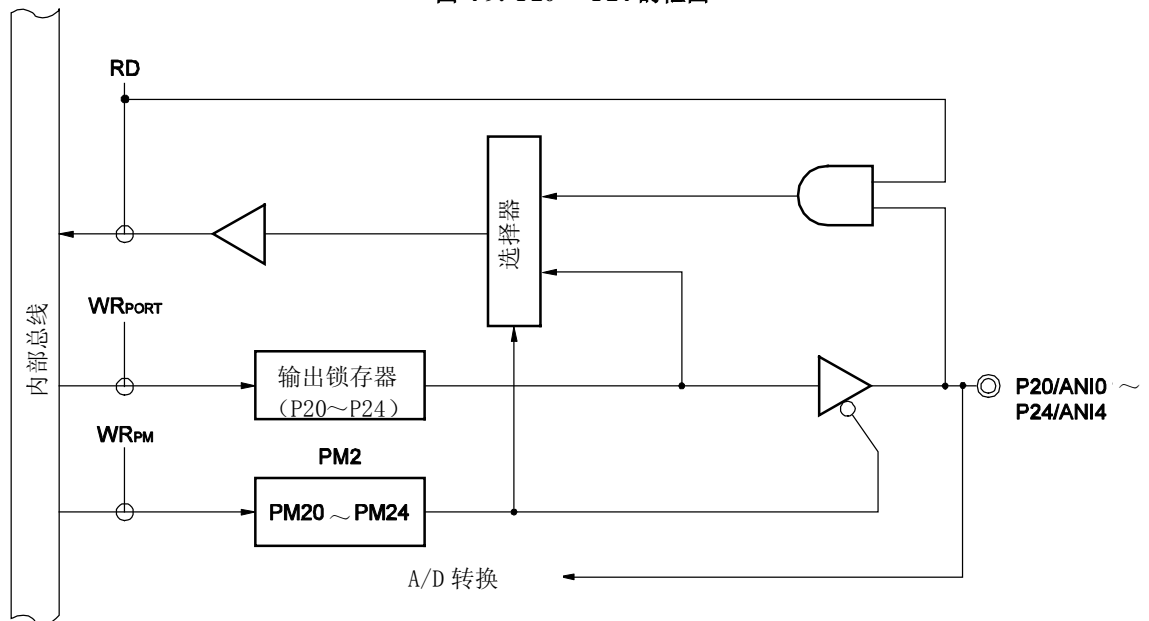 RD
选择器
内部总线
WRPORT
输出锁存器
（P20～P24）
P20/ANI0 ～
P24/ANI4
WRPM
PM2
PM20 ～ PM24
A/D 转换